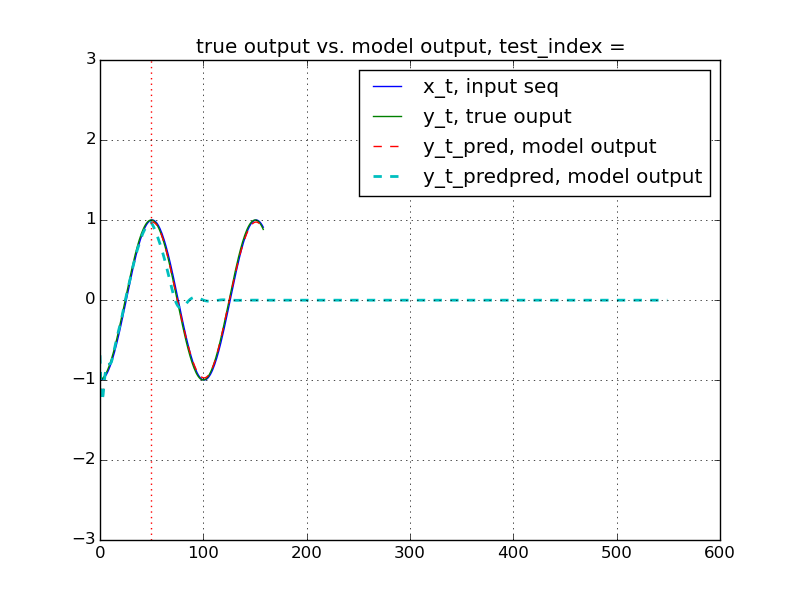 true output vs. model output, test_index =
3
2
1
0
−1
−2
−3
x_t, input seq
y_t, true ouput
y_t_pred, model output
y_t_predpred, model output
0 100 200 300 400 500 600